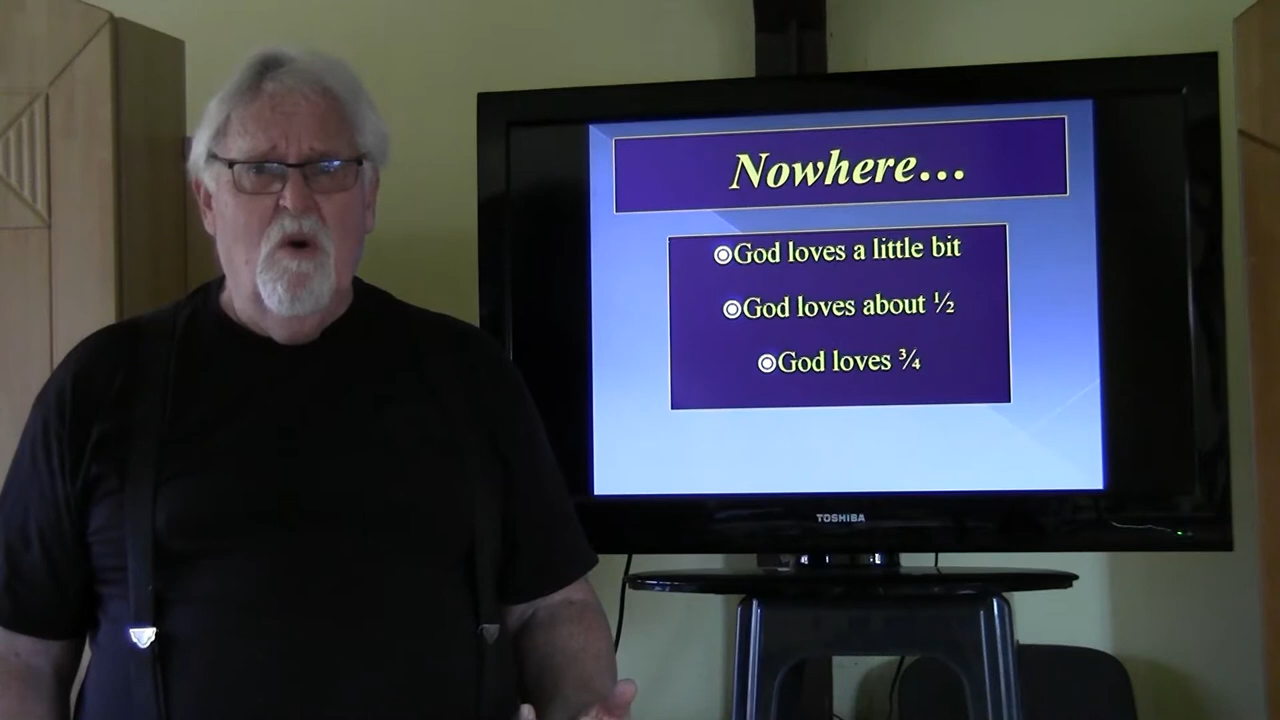 Nowhere…
God loves a little bit
God loves about ½
God loves ¾
TOSHIBA